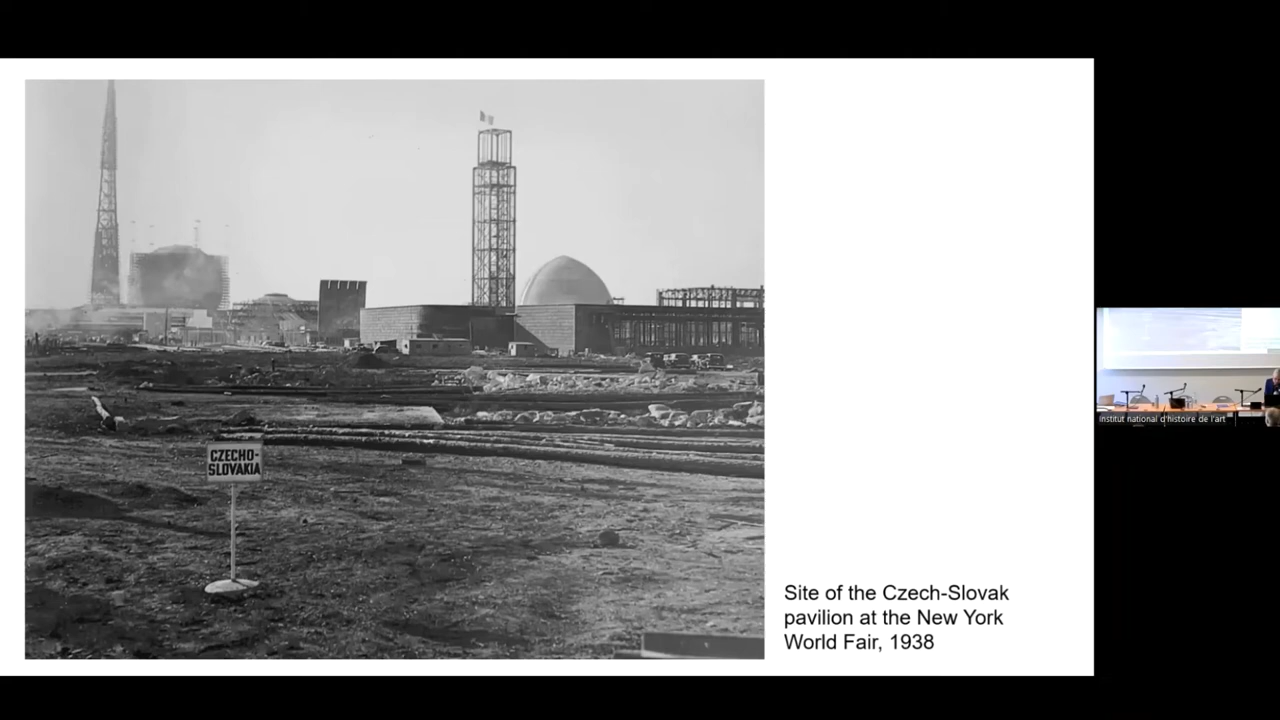 CZECHO-
SLOVAKIA
Site of the Czech-Slovak
pavilion at the New York
World Fair, 1938
Institut national d'histoire de l'art